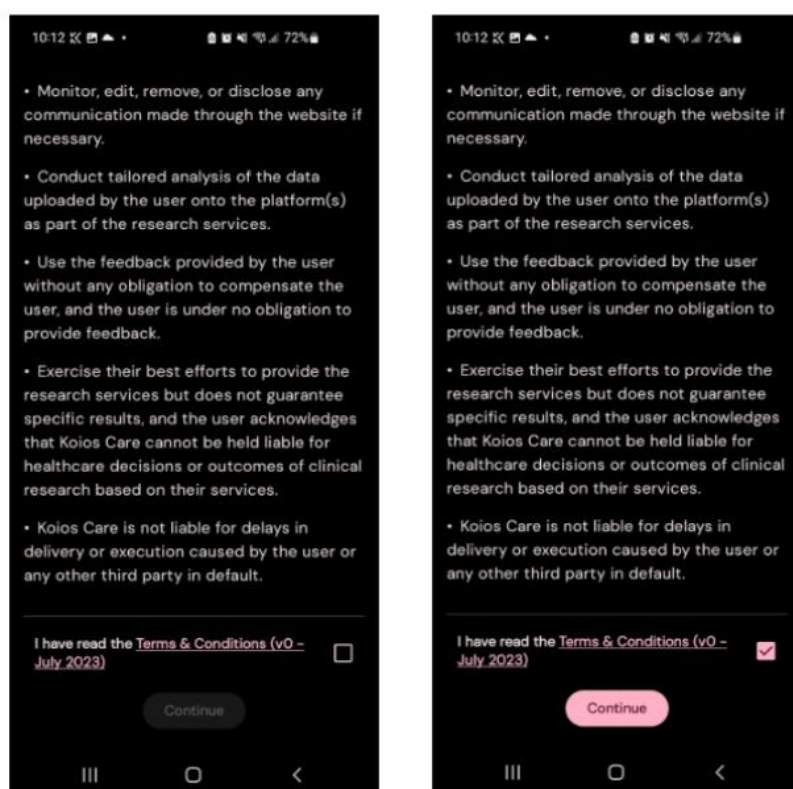 10:12
72%
• Monitor, edit, remove, or disclose any
communication made through the website if
necessary.
• Conduct tailored analysis of the data
uploaded by the user onto the platform(s)
as part of the research services.
• Use the feedback provided by the user
without any obligation to compensate the
user, and the user is under no obligation to
provide feedback.
• Exercise their best efforts to provide the
research services but does not guarantee
specific results, and the user acknowledges
that Koios Care cannot be held liable for
healthcare decisions or outcomes of clinical
research based on their services.
• Koios Care is not liable for delays in
delivery or execution caused by the user or
any other third party in default.
I have read the Terms & Conditions (v0 –
July 2023)
Continue
10:12
72%
• Monitor, edit, remove, or disclose any
communication made through the website if
necessary.
• Conduct tailored analysis of the data
uploaded by the user onto the platform(s)
as part of the research services.
• Use the feedback provided by the user
without any obligation to compensate the
user, and the user is under no obligation to
provide feedback.
• Exercise their best efforts to provide the
research services but does not guarantee
specific results, and the user acknowledges
that Koios Care cannot be held liable for
healthcare decisions or outcomes of clinical
research based on their services.
• Koios Care is not liable for delays in
delivery or execution caused by the user or
any other third party in default.
I have read the Terms & Conditions (v0 –
July 2023)
Continue